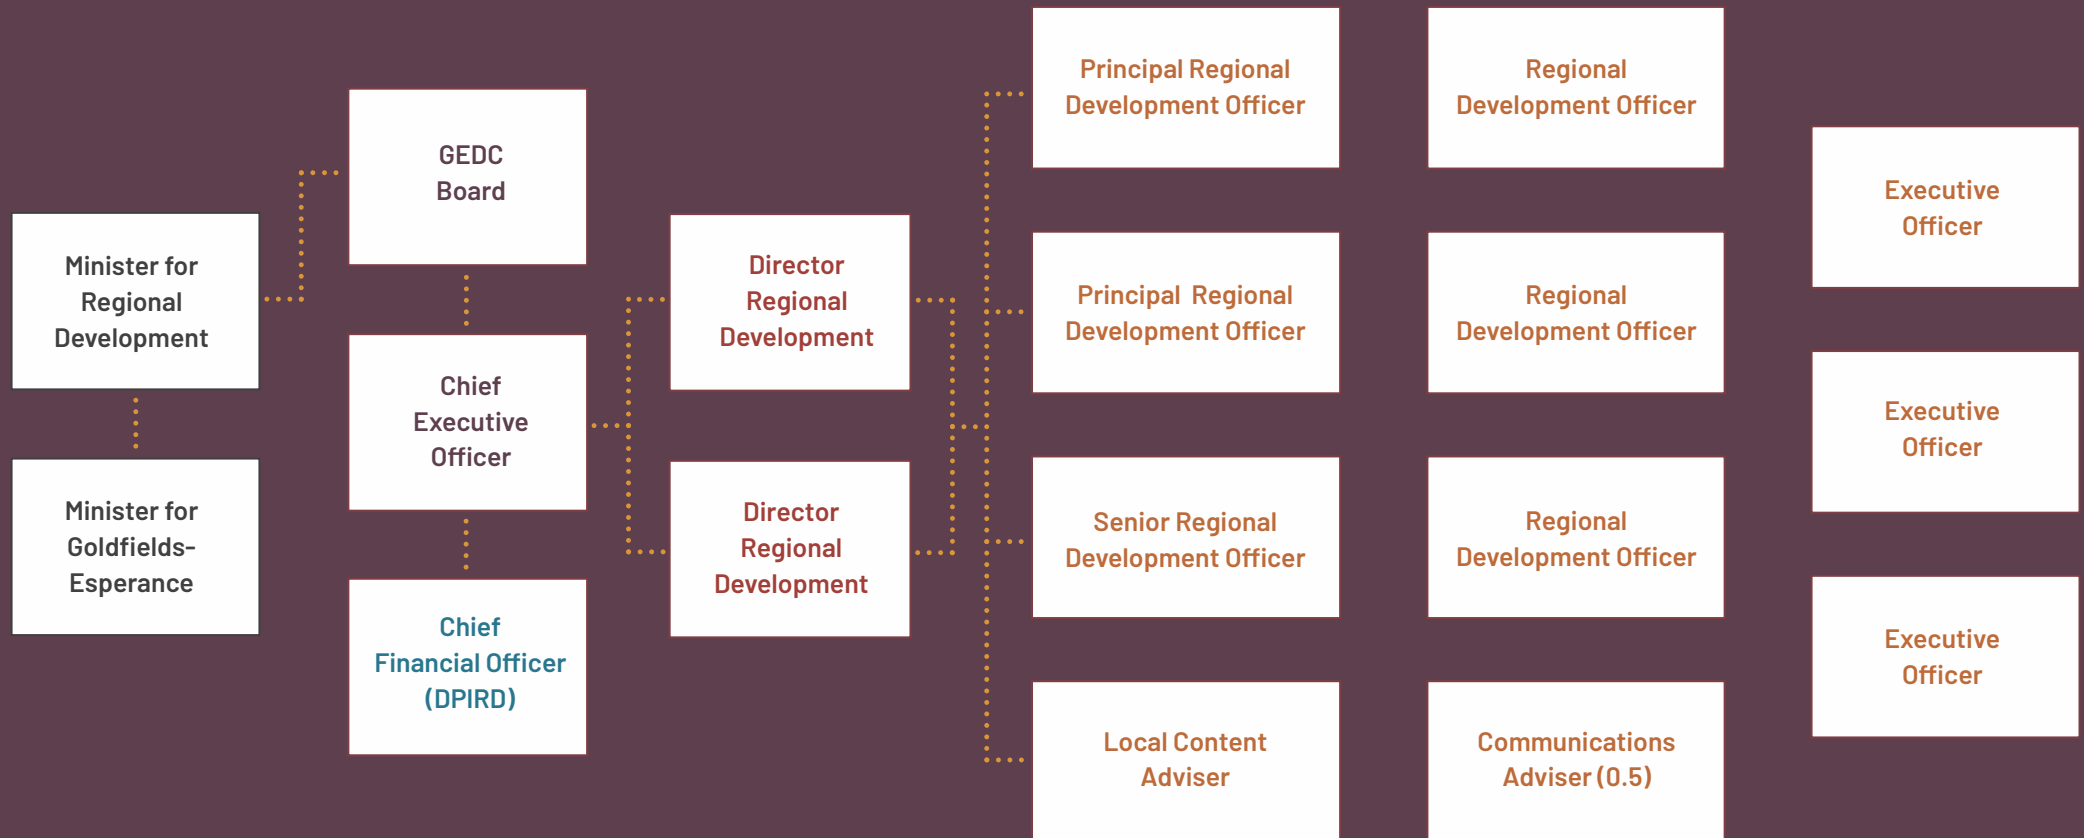 Minister for
Regional
Development
Minister for
Goldfields-
Esperance
GEDC
Board
Chief
Executive
Officer
Chief
Financial Officer
(DPIRD)
Director
Regional
Development
Director
Regional
Development
Principal Regional
Development Officer
Principal Regional
Development Officer
Senior Regional
Development Officer
Local Content
Adviser
Regional
Development Officer
Regional
Development Officer
Regional
Development Officer
Communications
Adviser (0.5)
Executive
Officer
Executive
Officer
Executive
Officer